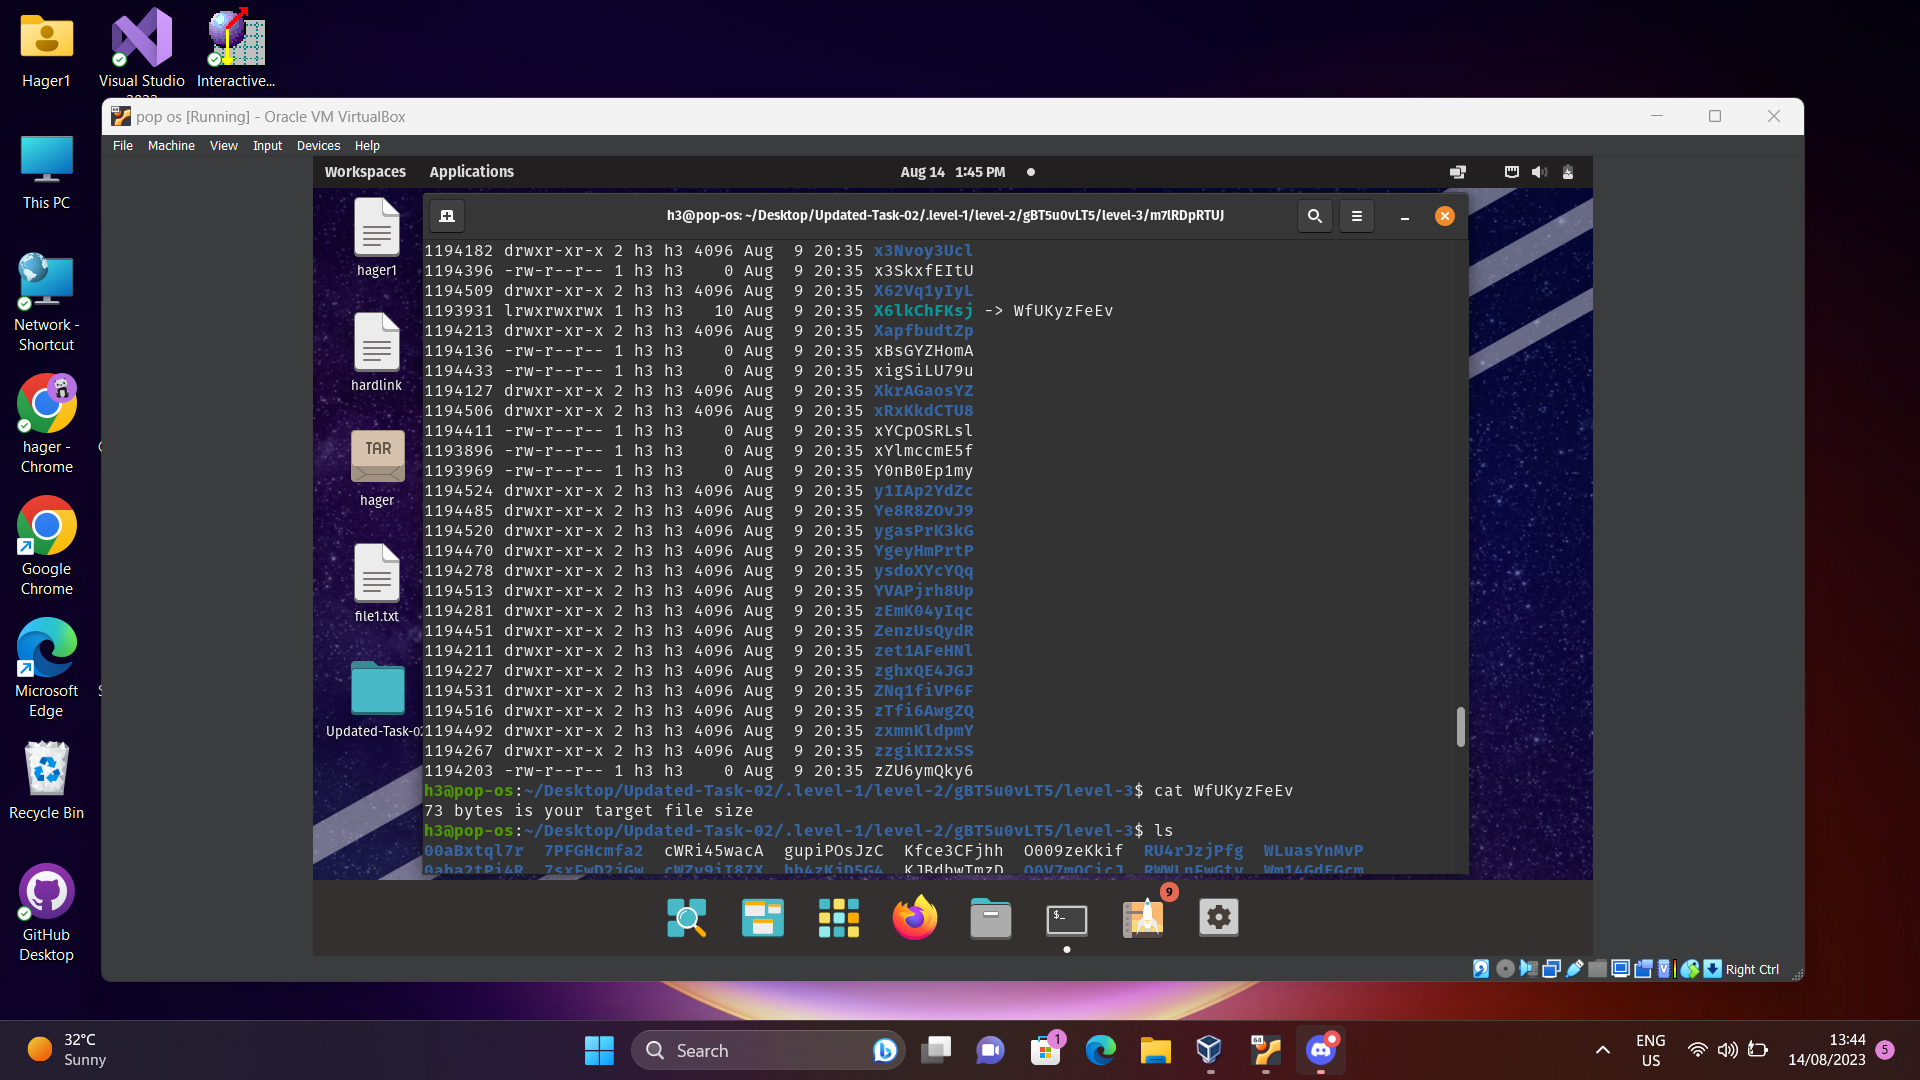 Hager1
Visual Studio
2022
Interactive...
This PC
Network -
Shortcut
hager -
Chrome
Google
Chrome
Microsoft
Edge
Recycle Bin
GitHub
Desktop
pop os [Running] - Oracle VM VirtualBox
File Machine View Input Devices Help
Workspaces Applications
Aug 14 1:45 PM
hager1
hardlink
TAR
hager
file1.txt
Updated-Task-02
h3@pop-os: ~/Desktop/Updated-Task-02/.level-1/level-2/gBT5u0vLT5/level-3/m7lRDpRTUJ
1194182 drwxr-xr-x 2 h3 h3 4096 Aug  9 20:35 x3Nvoy3Ucl
1194396 -rw-r--r-- 1 h3 h3    0 Aug  9 20:35 x3SkxfEItU
1194509 drwxr-xr-x 2 h3 h3 4096 Aug  9 20:35 X62Vq1yIyL
1193931 lrwxrwxrwx 1 h3 h3   10 Aug  9 20:35 X6lkChFKsj -> WfUKyzFeEv
1194213 drwxr-xr-x 2 h3 h3 4096 Aug  9 20:35 XapfbudtZp
1194136 -rw-r--r-- 1 h3 h3    0 Aug  9 20:35 xBsGYZHomA
1194433 -rw-r--r-- 1 h3 h3    0 Aug  9 20:35 xigSiLU79u
1194127 drwxr-xr-x 2 h3 h3 4096 Aug  9 20:35 XkrAGaosYZ
1194506 drwxr-xr-x 2 h3 h3 4096 Aug  9 20:35 xRxKkdCTU8
1194411 -rw-r--r-- 1 h3 h3    0 Aug  9 20:35 xYCpOSRLsl
1193896 -rw-r--r-- 1 h3 h3    0 Aug  9 20:35 xYlmccmE5f
1193969 -rw-r--r-- 1 h3 h3    0 Aug  9 20:35 Y0nB0Ep1my
1194524 drwxr-xr-x 2 h3 h3 4096 Aug  9 20:35 y1IAp2YdZc
1194485 drwxr-xr-x 2 h3 h3 4096 Aug  9 20:35 Ye8R8ZOvJ9
1194520 drwxr-xr-x 2 h3 h3 4096 Aug  9 20:35 ygasPrK3kG
1194470 drwxr-xr-x 2 h3 h3 4096 Aug  9 20:35 YgeyHmPrtP
1194278 drwxr-xr-x 2 h3 h3 4096 Aug  9 20:35 ysdoXYcYQq
1194513 drwxr-xr-x 2 h3 h3 4096 Aug  9 20:35 YVAPjrh8Up
1194281 drwxr-xr-x 2 h3 h3 4096 Aug  9 20:35 zEmK04yIqc
1194451 drwxr-xr-x 2 h3 h3 4096 Aug  9 20:35 ZenzUsQydR
1194211 drwxr-xr-x 2 h3 h3 4096 Aug  9 20:35 zet1AFeHNl
1194227 drwxr-xr-x 2 h3 h3 4096 Aug  9 20:35 zghxQE4JGJ
1194531 drwxr-xr-x 2 h3 h3 4096 Aug  9 20:35 ZNq1fiVP6F
1194516 drwxr-xr-x 2 h3 h3 4096 Aug  9 20:35 zTfi6AwgZQ
1194492 drwxr-xr-x 2 h3 h3 4096 Aug  9 20:35 zxmnKldpmY
1194267 drwxr-xr-x 2 h3 h3 4096 Aug  9 20:35 zzgiKI2xSS
1194203 -rw-r--r-- 1 h3 h3    0 Aug  9 20:35 zZU6ymQky6
h3@pop-os:~/Desktop/Updated-Task-02/.level-1/level-2/gBT5u0vLT5/level-3$ cat WfUKyzFeEv
73 bytes is your target file size
h3@pop-os:~/Desktop/Updated-Task-02/.level-1/level-2/gBT5u0vLT5/level-3$ ls
00aBxtql7r  7PFGHcmfa2  cWRi45wacA  gupiPOsJzC  Kfce3CFjhh  O009zeKkif  RU4rJzjPfg  WLuasYnMvP
9
Right Ctrl
32°C
Sunny
Search
1
ENG
US
13:44
14/08/2023
5